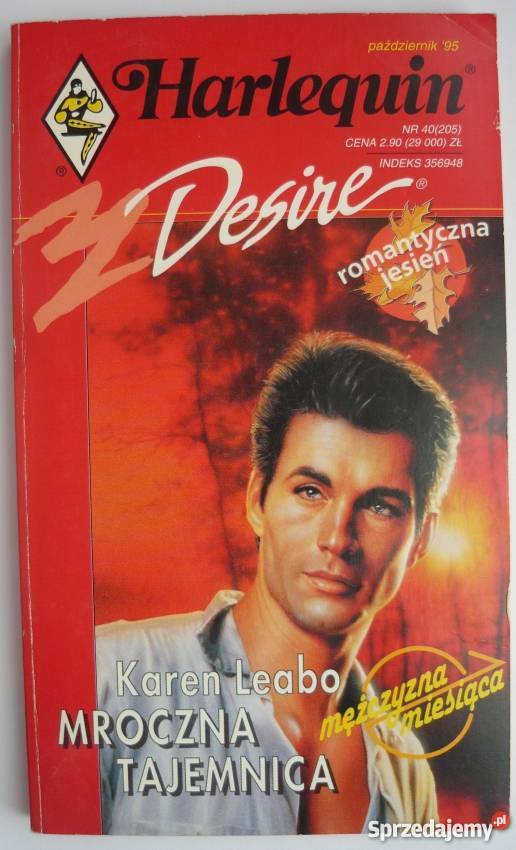 październik '95
Harlequin®
NR 40(205)
CENA 2.90 (29 000) ZŁ
INDEKS 356948
®
Desire®
romantyczna
jesień
Karen Leabo
MROCZNA
TAJEMNICA
mężczyzna
miesiąca
Sprzedajemy.pl